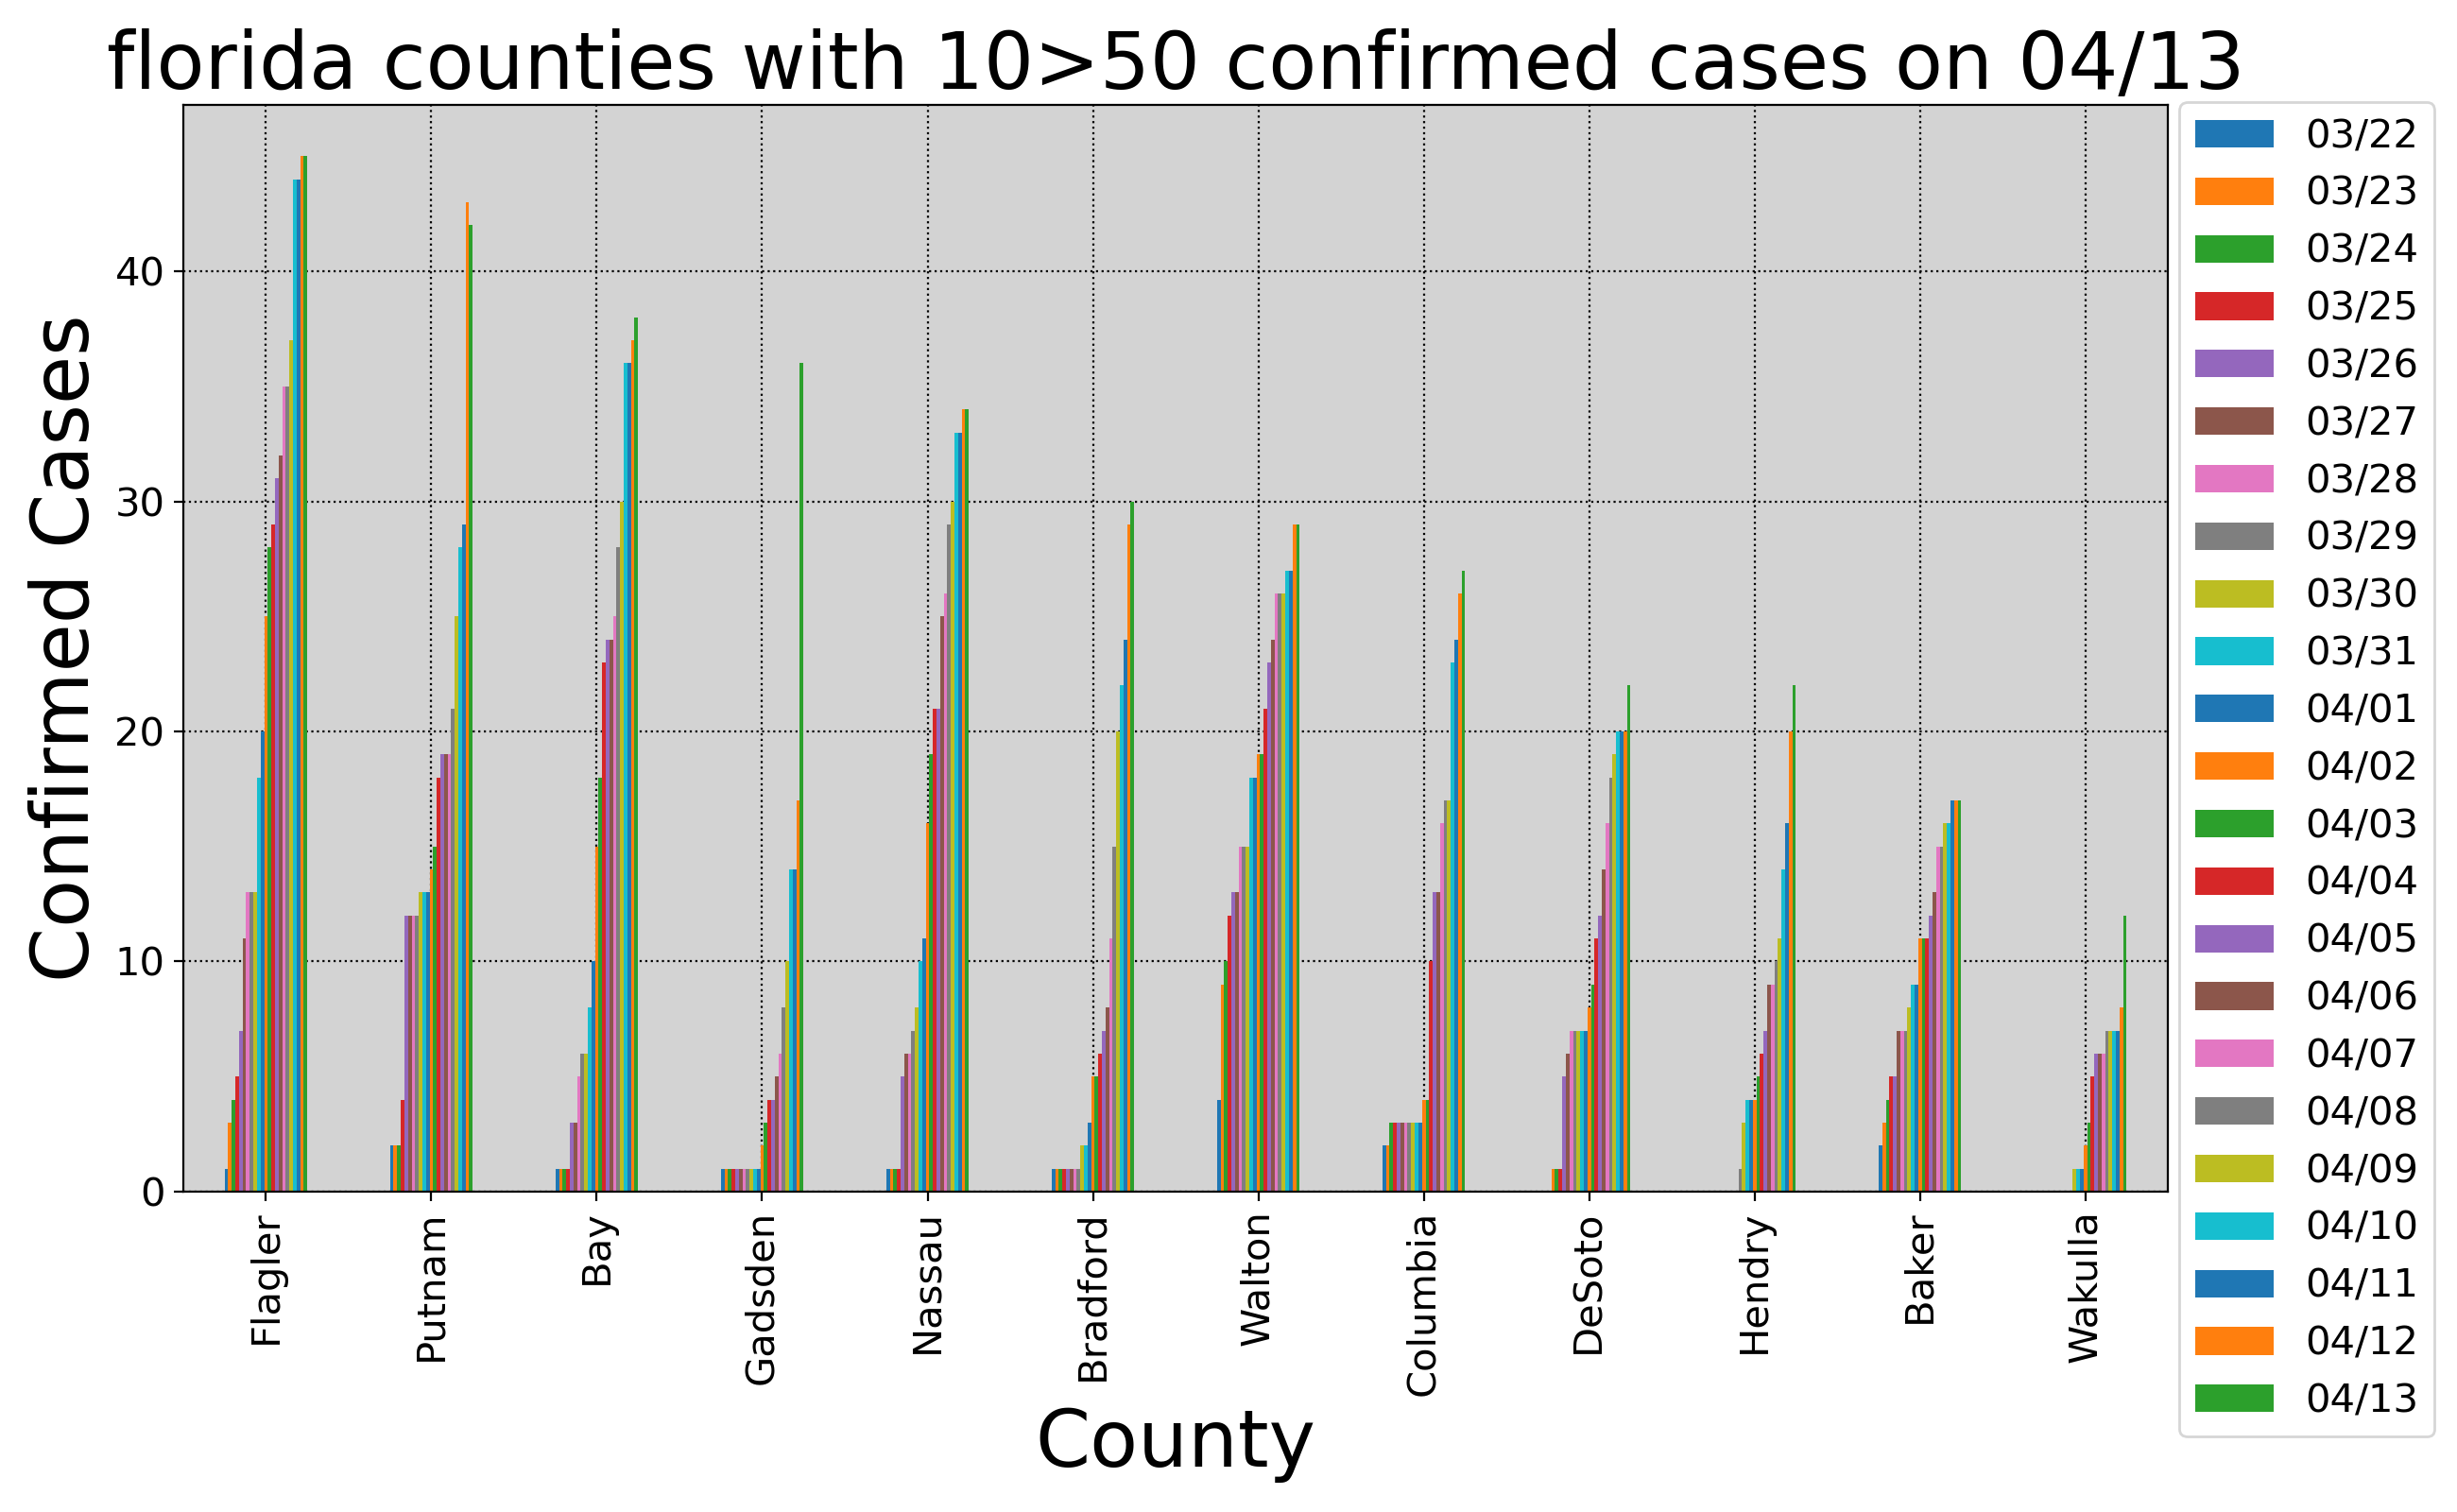 florida counties with 10>50 confirmed cases on 04/13
Confirmed Cases
40
30
20
10
0
Flagler
Putnam
Bay
Gadsden
Nassau
Bradford
Walton
Columbia
DeSoto
Hendry
Baker
Wakulla
County
03/22
03/23
03/24
03/25
03/26
03/27
03/28
03/29
03/30
03/31
04/01
04/02
04/03
04/04
04/05
04/06
04/07
04/08
04/09
04/10
04/11
04/12
04/13